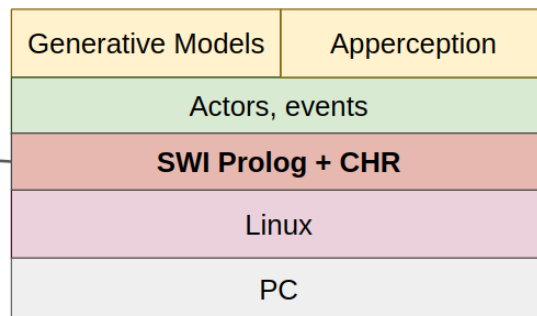 Generative Models
Apperception
Actors, events
SWI Prolog + CHR
Linux
PC